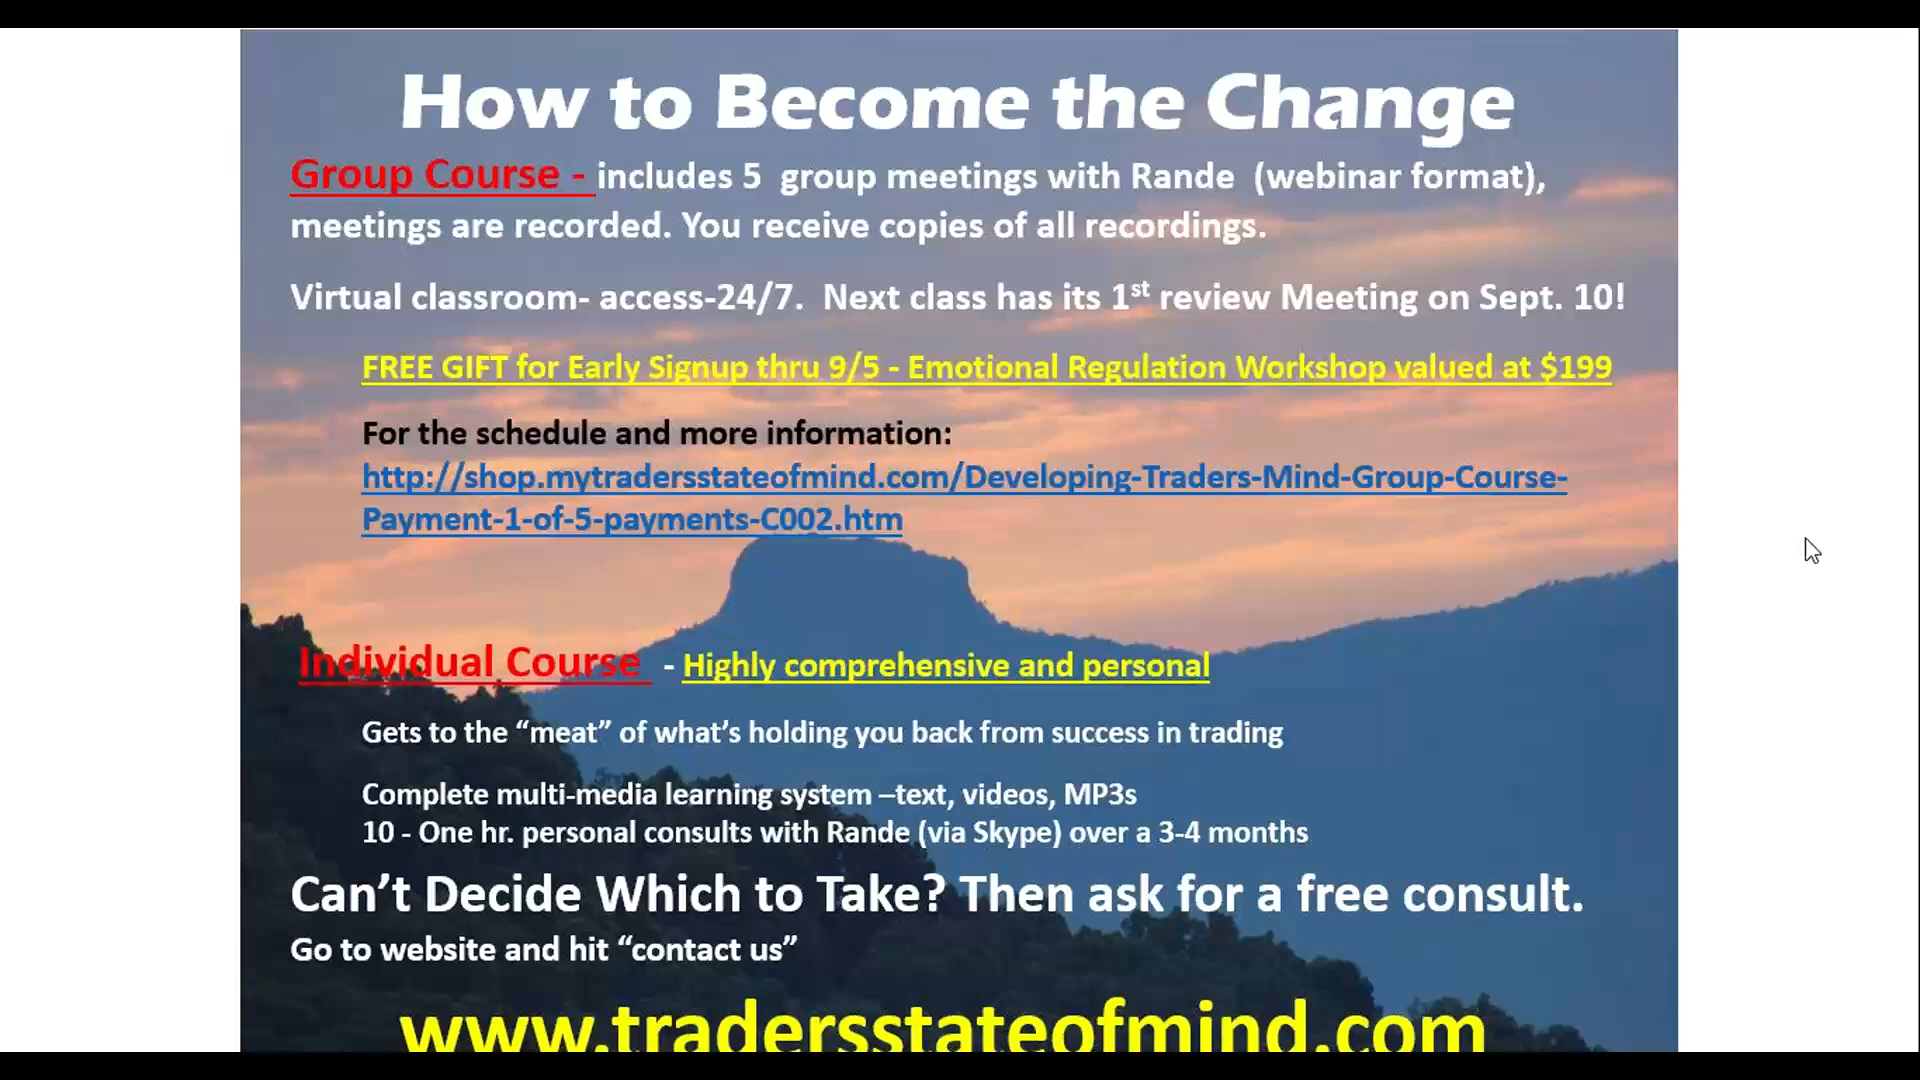 How to Become the Change
Group Course - includes 5 group meetings with Rande (webinar format),
meetings are recorded. You receive copies of all recordings.
Virtual classroom- access-24/7. Next class has its 1st review Meeting on Sept. 10!
FREE GIFT for Early Signup thru 9/5 - Emotional Regulation Workshop valued at $199
For the schedule and more information:
http://shop.mytradersstateofmind.com/Developing-Traders-Mind-Group-Course-
Payment-1-of-5-payments-C002.htm
Individual Course - Highly comprehensive and personal
Gets to the “meat” of what’s holding you back from success in trading
Complete multi-media learning system –text, videos, MP3s
10 - One hr. personal consults with Rande (via Skype) over a 3-4 months
Can’t Decide Which to Take? Then ask for a free consult.
Go to website and hit “contact us”
www.tradersstateofmind.com